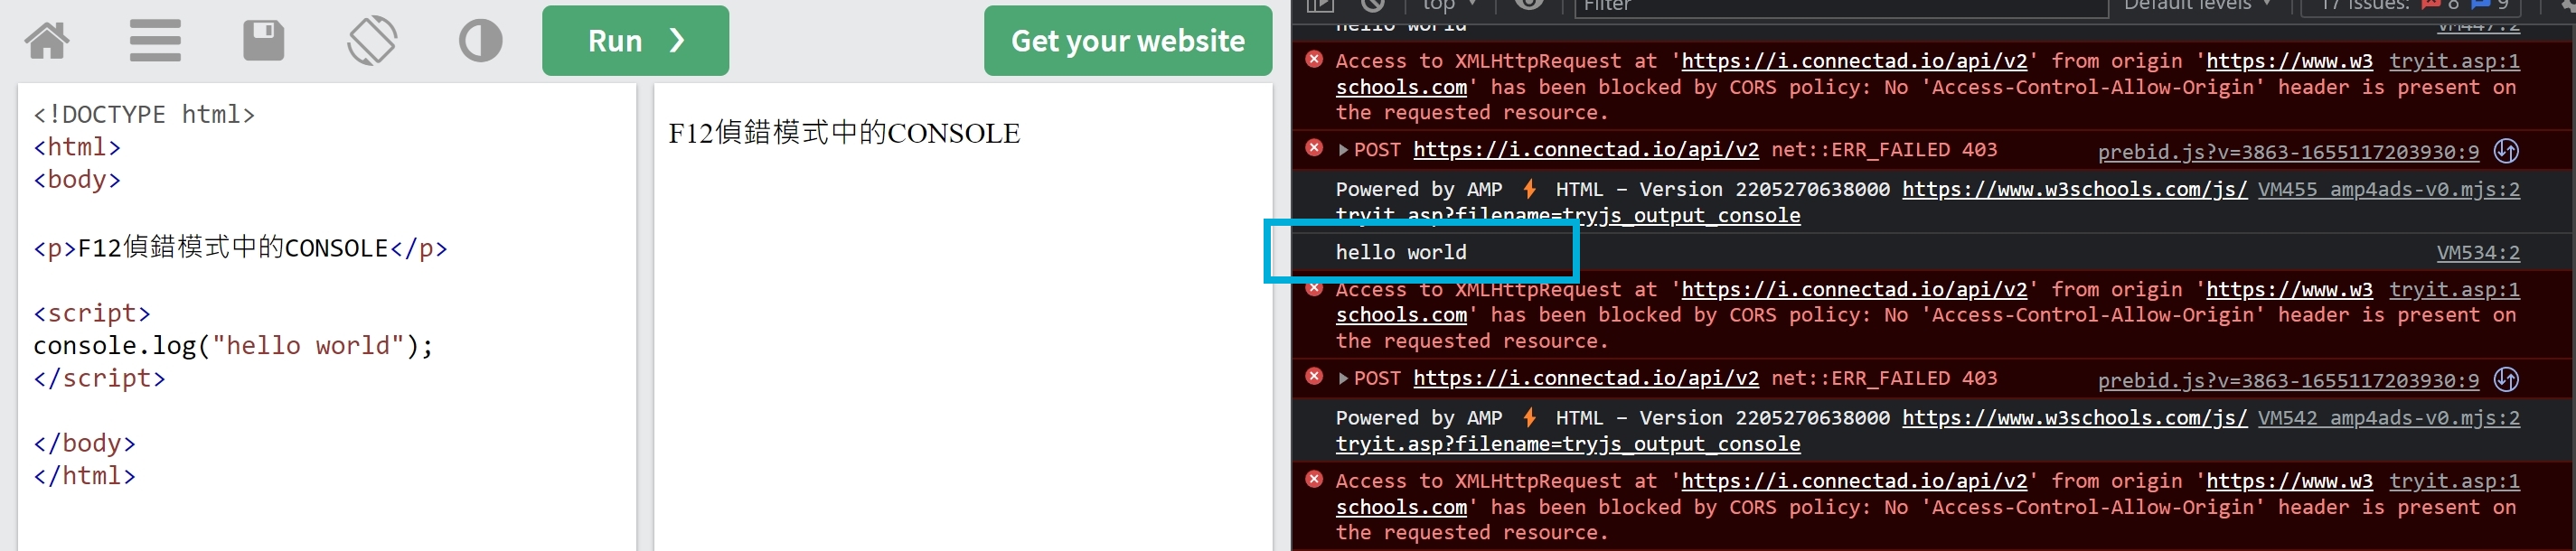 Run ❯
Get your website
<!DOCTYPE html>
<html>
<body>
<p>F12偵錯模式中的CONSOLE</p>
<script>
console.log("hello world");
</script>
</body>
</html>
F12偵錯模式中的CONSOLE
top
Filter
Default levels
17 Issues: 8 9
hello world VM447:2
Access to XMLHttpRequest at 'https://i.connectad.io/api/v2' from origin 'https://www.w3 tryit.asp:1
schools.com' has been blocked by CORS policy: No 'Access-Control-Allow-Origin' header is present on
the requested resource.
POST https://i.connectad.io/api/v2 net::ERR_FAILED 403 prebid.js?v=3863-1655117203930:9
Powered by AMP ⚡ HTML – Version 2205270638000 https://www.w3schools.com/js/ VM455 amp4ads-v0.mjs:2
tryit.asp?filename=tryjs_output_console
hello world VM534:2
Access to XMLHttpRequest at 'https://i.connectad.io/api/v2' from origin 'https://www.w3 tryit.asp:1
schools.com' has been blocked by CORS policy: No 'Access-Control-Allow-Origin' header is present on
the requested resource.
POST https://i.connectad.io/api/v2 net::ERR_FAILED 403 prebid.js?v=3863-1655117203930:9
Powered by AMP ⚡ HTML – Version 2205270638000 https://www.w3schools.com/js/ VM542 amp4ads-v0.mjs:2
tryit.asp?filename=tryjs_output_console
Access to XMLHttpRequest at 'https://i.connectad.io/api/v2' from origin 'https://www.w3 tryit.asp:1
schools.com' has been blocked by CORS policy: No 'Access-Control-Allow-Origin' header is present on
the requested resource.